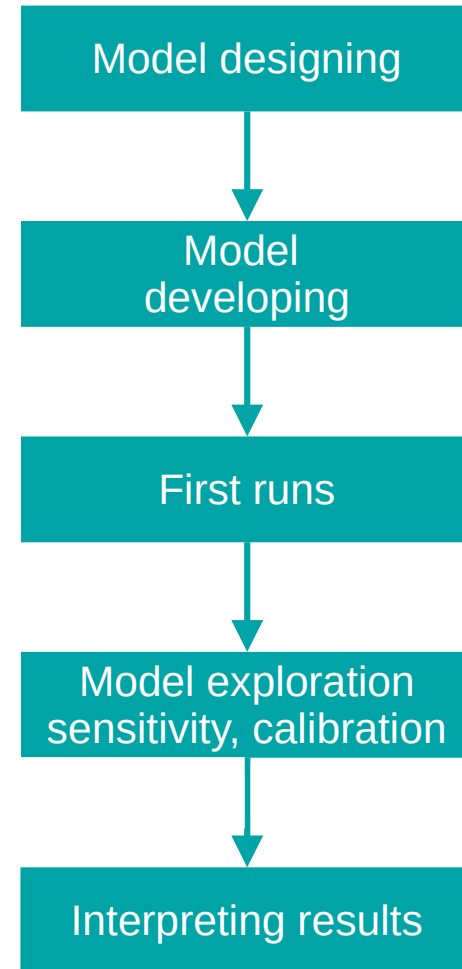 Model designing
Model
developing
First runs
Model exploration
sensitivity, calibration
Interpreting results